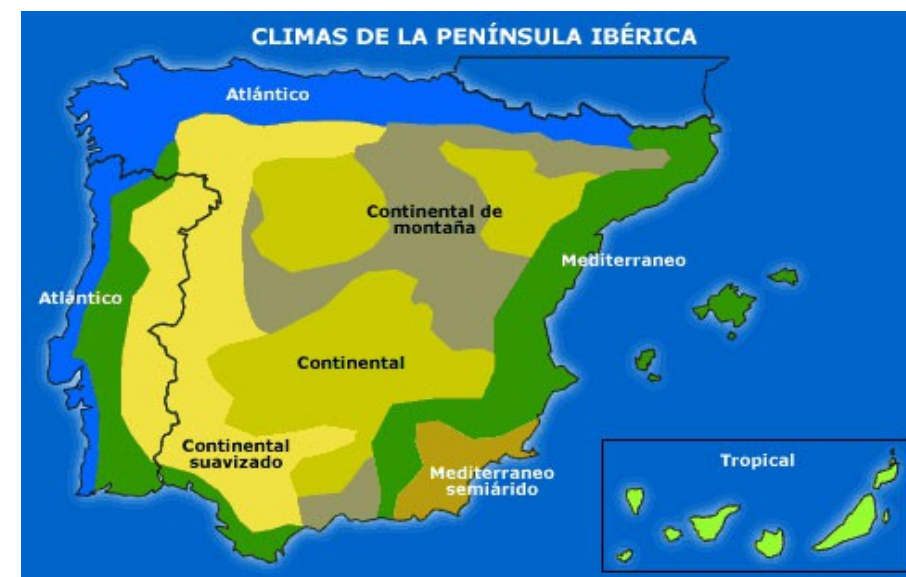 CLIMAS DE LA PENÍNSULA IBÉRICA
Atlántico
Continental de
montaña
Mediterraneo
Atlántico
Continental
Continental
suavizado
Mediterraneo
semiárido
Tropical